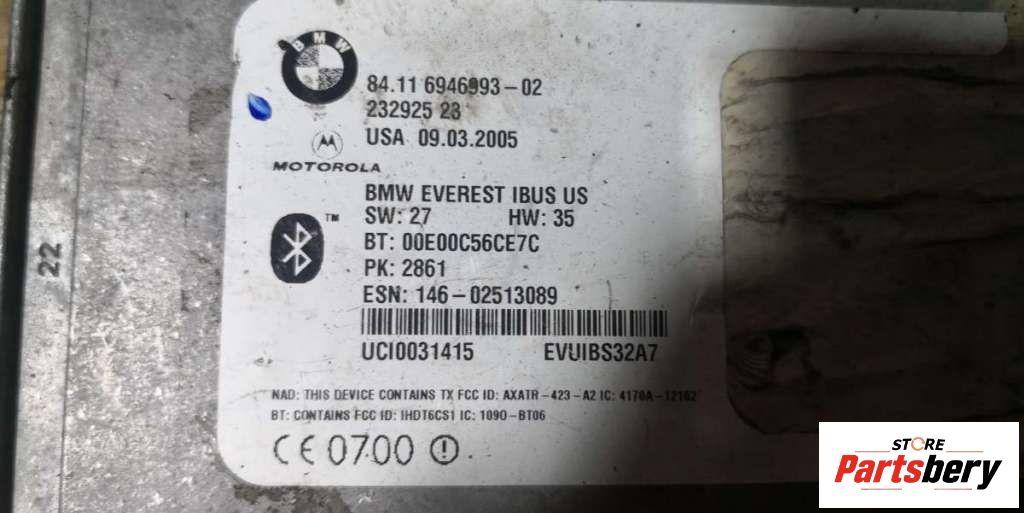 BMW
84.11 6946993-02
232925 23
USA 09.03.2005
MOTOROLA
BMW EVEREST IBUS US
SW: 27 HW: 35
™
BT: 00E00C56CE7C
PK: 2861
ESN: 146-02513089
UCI0031415 EVUIBS32A7
NAD: THIS DEVICE CONTAINS TX FCC ID: AXATR-423-A2 IC: 4170A-12162
BT: CONTAINS FCC ID: IHDT6CS1 IC: 1090-BT06
CE 0700
22
STORE
Partsbery